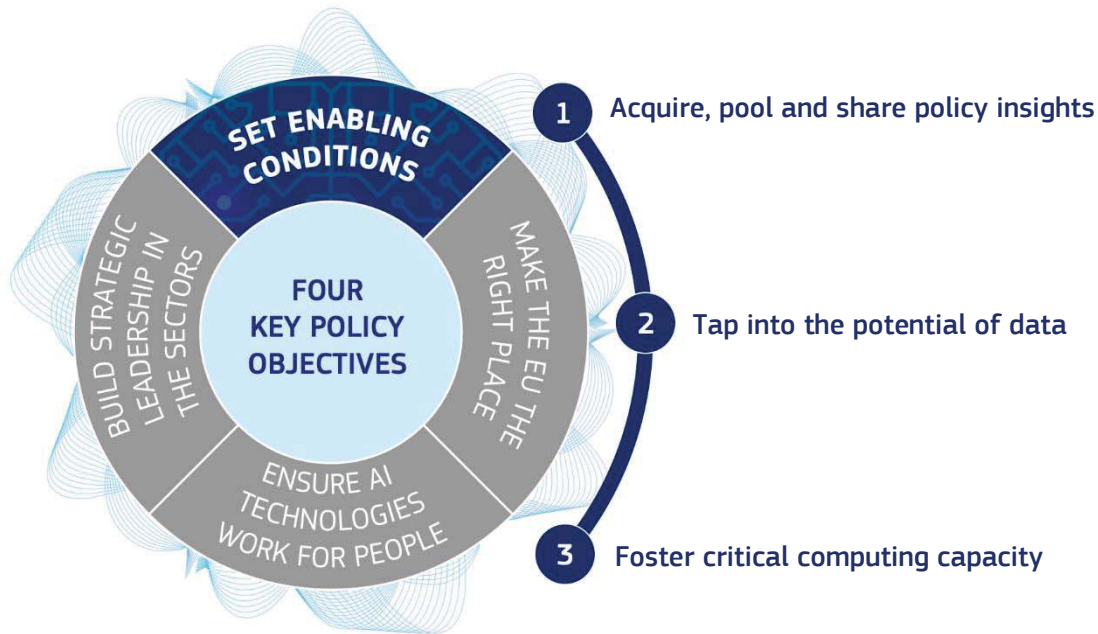 SET ENABLING
CONDITIONS
MAKE THE EU THE
RIGHT PLACE
ENSURE AI
TECHNOLOGIES
WORK FOR PEOPLE
BUILD STRATEGIC
LEADERSHIP IN
THE SECTORS
FOUR
KEY POLICY
OBJECTIVES
1 Acquire, pool and share policy insights
2 Tap into the potential of data
3 Foster critical computing capacity